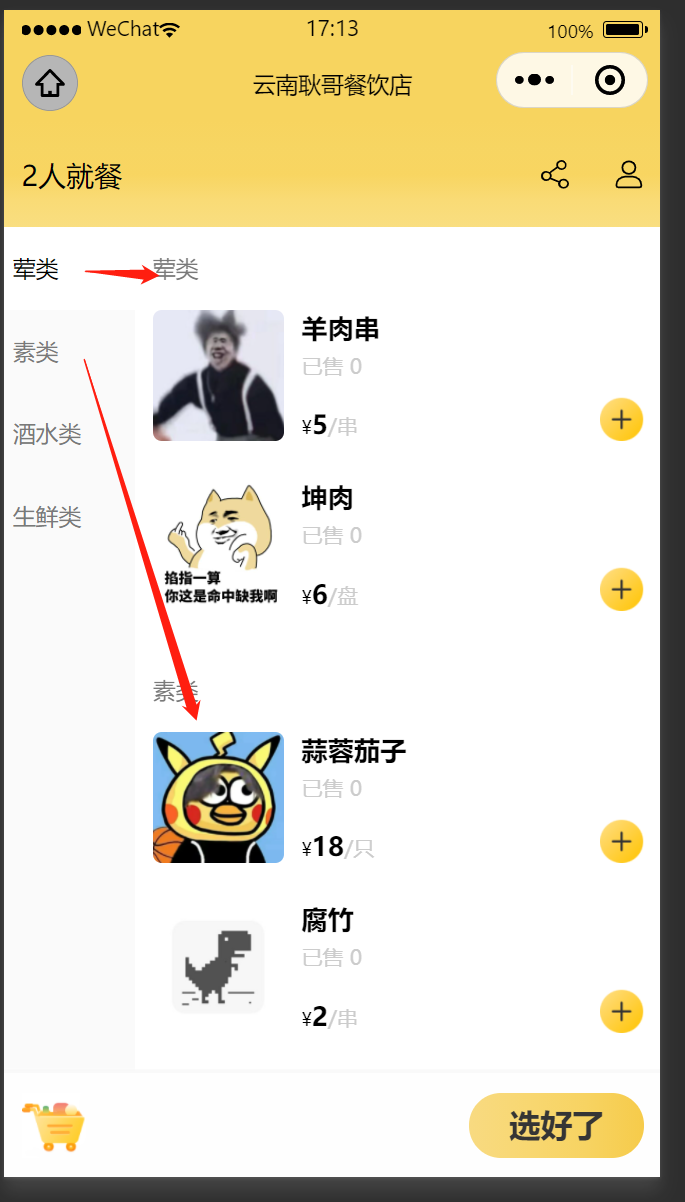 WeChat 17:13 100%
云南耿哥餐饮店
2人就餐
荤类
素类
酒水类
生鲜类
荤类
羊肉串
已售 0
¥5/串
掐指一算
你这是命中缺我啊
坤肉
已售 0
¥6/盘
素类
蒜蓉茄子
已售 0
¥18/只
腐竹
已售 0
¥2/串
选好了